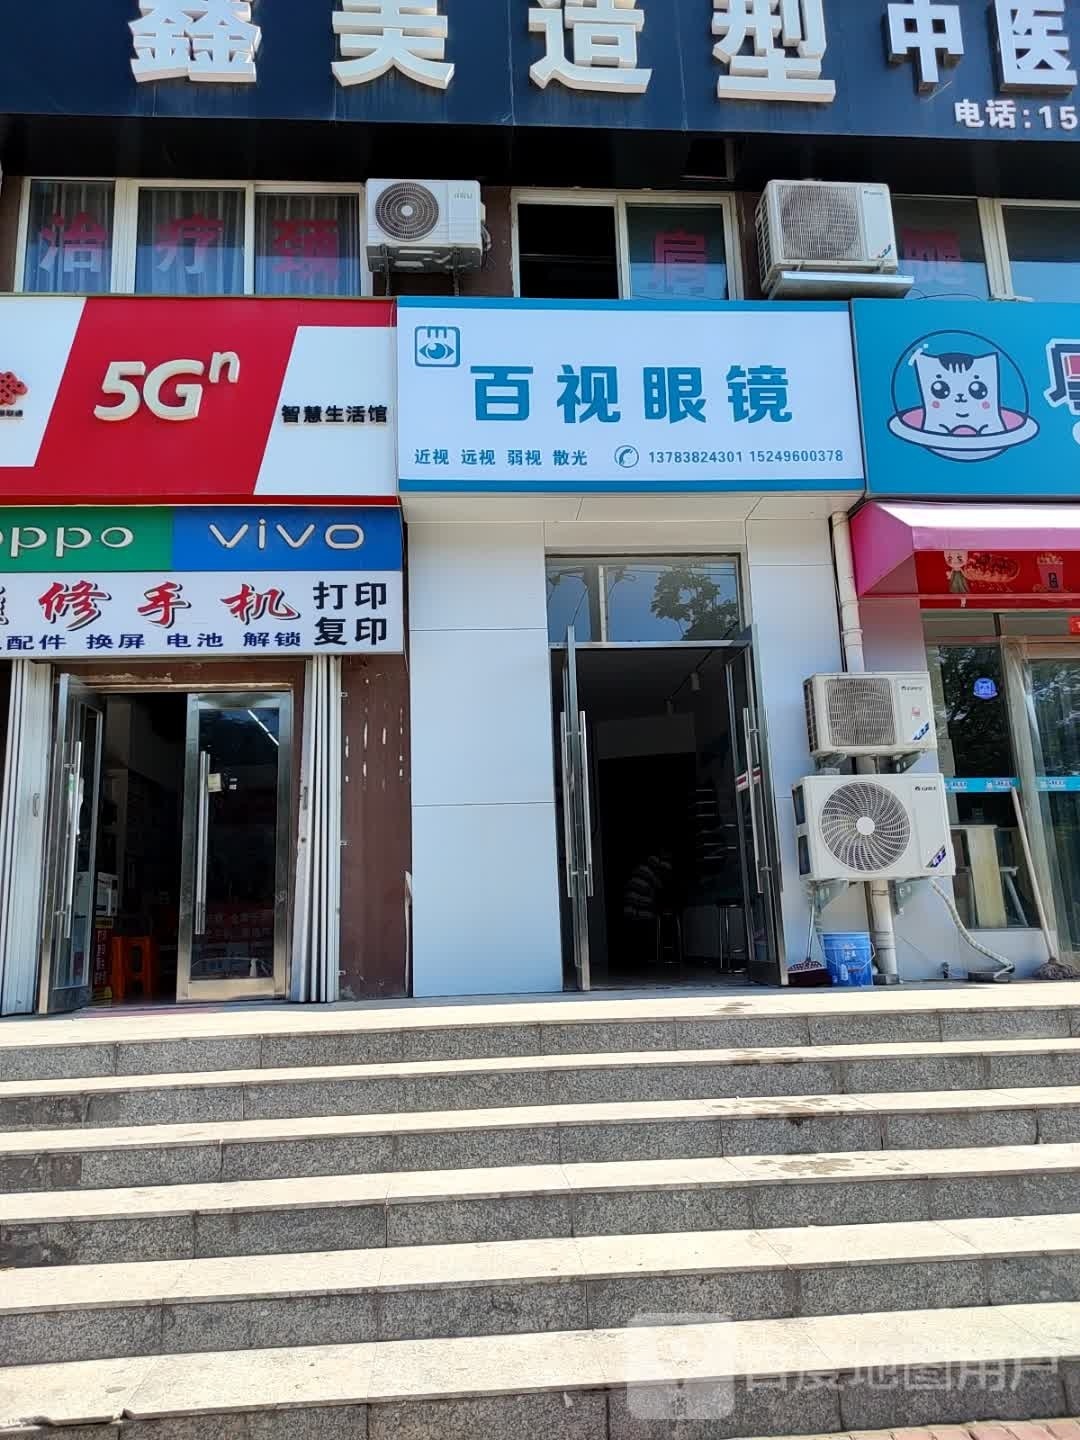 鑫美造型 中医
电话:15
治疗颈 肩 腿
5Gn
智慧生活馆
百视眼镜
近视 远视 弱视 散光 13783824301 15249600378
oppo vivo
修手机 打印
配件 换屏 电池 解锁 复印
百度地图用户